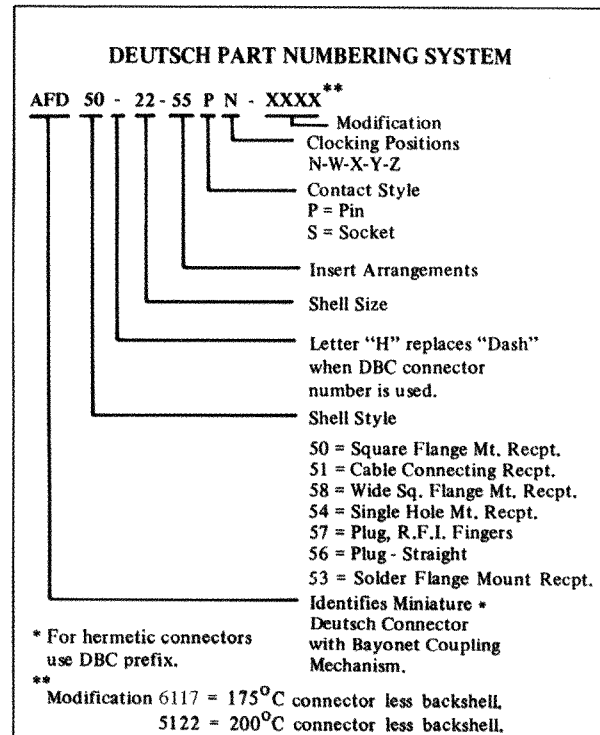 DEUTSCH PART NUMBERING SYSTEM
AFD 50 - 22 - 55 P N - XXXX**
Modification
Clocking Positions
N-W-X-Y-Z
Contact Style
P = Pin
S = Socket
Insert Arrangements
Shell Size
Letter “H” replaces “Dash”
when DBC connector
number is used.
Shell Style
50 = Square Flange Mt. Recpt.
51 = Cable Connecting Recpt.
58 = Wide Sq. Flange Mt. Recpt.
54 = Single Hole Mt. Recpt.
57 = Plug, R.F.I. Fingers
56 = Plug - Straight
53 = Solder Flange Mount Recpt.
Identifies Miniature *
Deutsch Connector
with Bayonet Coupling
Mechanism.
* For hermetic connectors
use DBC prefix.
**
Modification 6117 = 175°C connector less backshell.
5122 = 200°C connector less backshell.